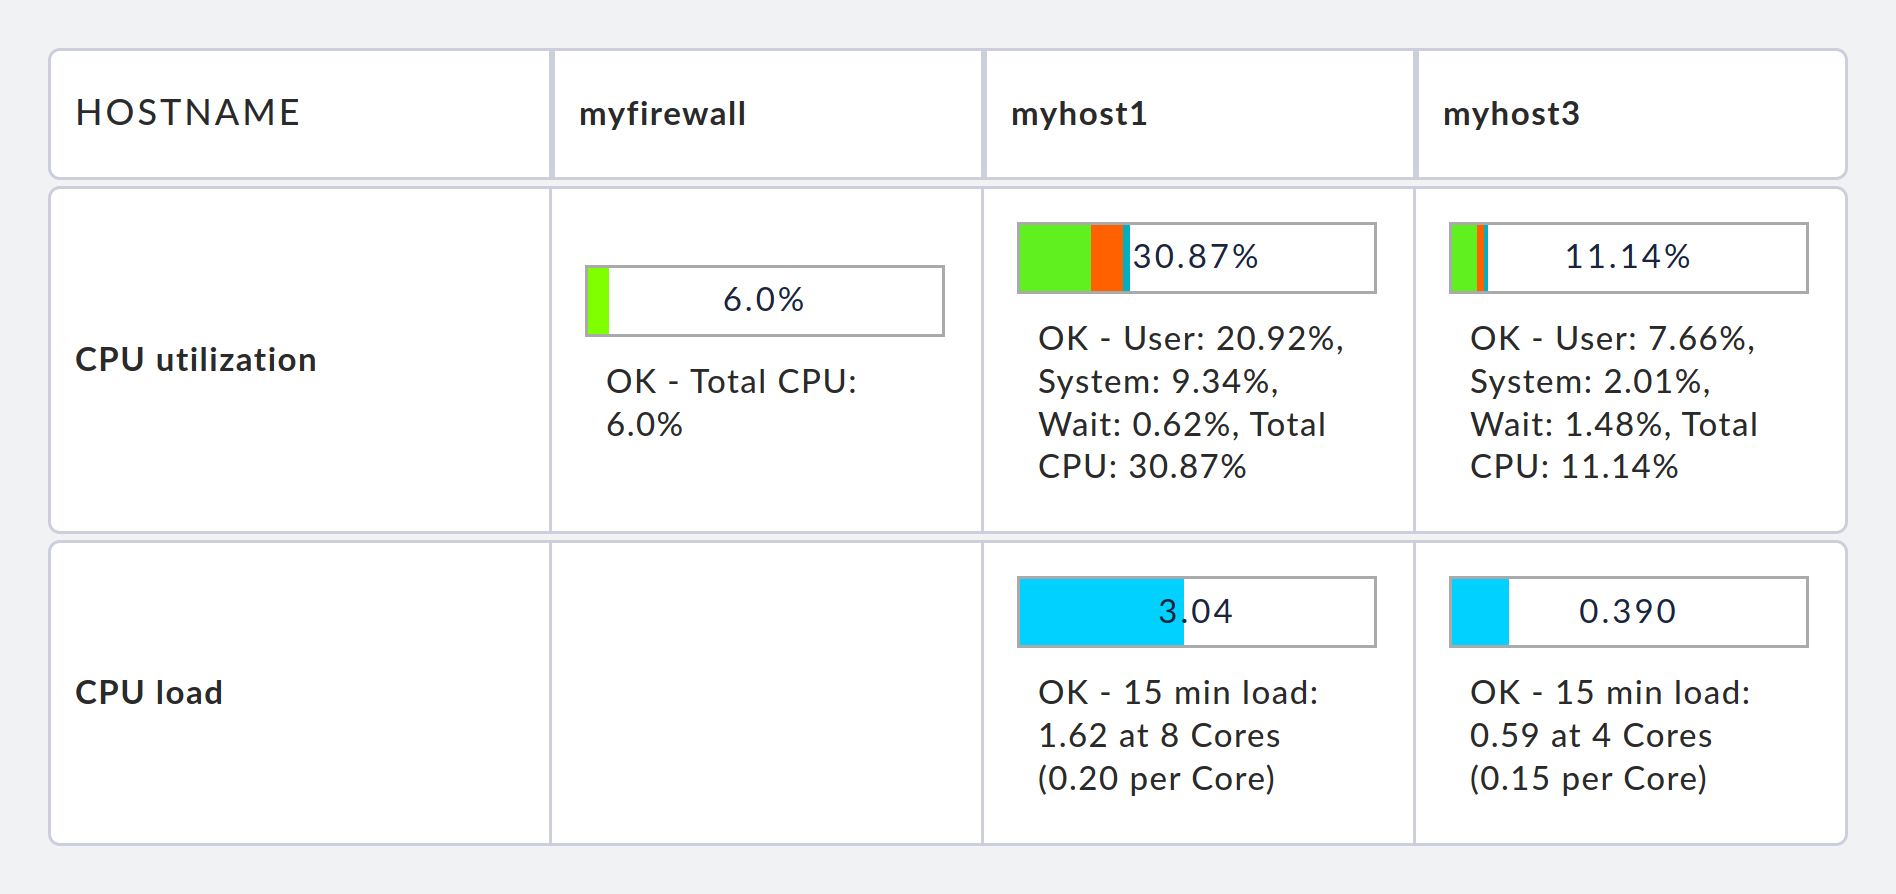 HOSTNAME
myfirewall
myhost1
myhost3
CPU utilization
6.0%
OK - Total CPU:
6.0%
30.87%
OK - User: 20.92%,
System: 9.34%,
Wait: 0.62%, Total
CPU: 30.87%
11.14%
OK - User: 7.66%,
System: 2.01%,
Wait: 1.48%, Total
CPU: 11.14%
CPU load
3.04
OK - 15 min load:
1.62 at 8 Cores
(0.20 per Core)
0.390
OK - 15 min load:
0.59 at 4 Cores
(0.15 per Core)